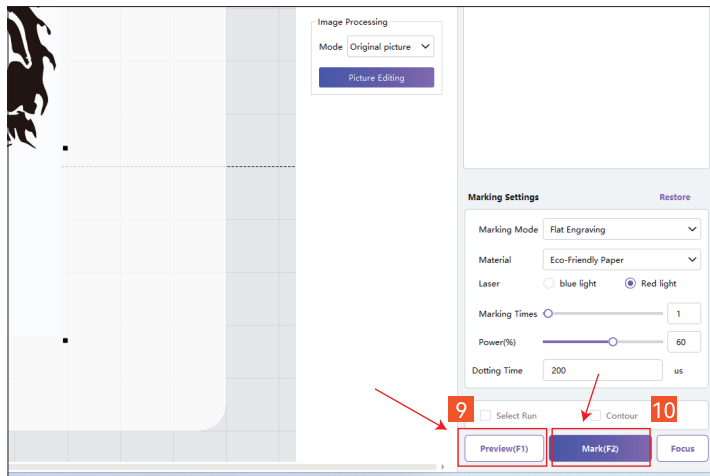 Image Processing
Mode Original picture
Picture Editing
Marking Settings Restore
Marking Mode Flat Engraving
Material Eco-Friendly Paper
Laser blue light Red light
Marking Times 1
Power(%) 60
Dotting Time 200 us
9 Select Run Contour 10
Preview(F1) Mark(F2) Focus